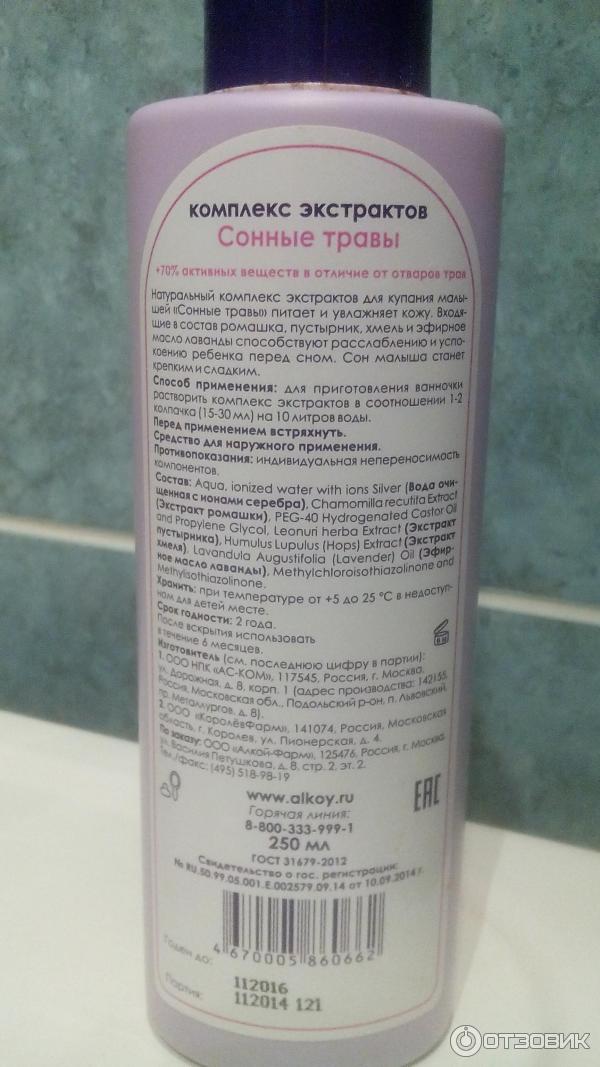 комплекс экстрактов
Сонные травы
+70% активных веществ в отличие от отваров трав
Натуральный комплекс экстрактов для купания малы-
шей «Сонные травы» питает и увлажняет кожу. Входя-
щие в состав ромашка, пустырник, хмель и эфирное
масло лаванды способствуют расслаблению и успо-
коению ребенка перед сном. Сон малыша станет
крепким и сладким.
Способ применения: для приготовления ванночки
растворить комплекс экстрактов в соотношении 1-2
колпачка (15-30 мл) на 10 литров воды.
Перед применением встряхнуть.
Средство для наружного применения.
Противопоказания: индивидуальная непереносимость
компонентов.
Состав: Aqua, ionized water with ions Silver (Вода очи-
щенная с ионами серебра), Chamomilla recutita Extract
(Экстракт ромашки), PEG-40 Hydrogenated Castor Oil
and Propylene Glycol, Leonuri herba Extract (Экстракт
пустырника), Humulus Lupulus (Hops) Extract (Экстракт
хмеля), Lavandula Augustifolia (Lavender) Oil (Эфир-
ное масло лаванды), Methylchloroisothiazolinone and
Methylisothiazolinone.
Хранить: при температуре от +5 до 25 °С в недоступ-
ном для детей месте.
Срок годности: 2 года.
После вскрытия использовать
в течение 6 месяцев.
Изготовитель (см. последнюю цифру в партии):
1. ООО НПК «АС-КОМ», 117545, Россия, г. Москва,
ул. Дорожная, д. 8, корп. 1 (адрес производства: 142155,
Россия, Московская обл., Подольский р-он, п. Львовский,
пр. Металлургов, д. 8).
2. ООО «КоролёвФарм», 141074, Россия, Московская
область, г. Королев, ул. Пионерская, д. 4.
По заказу: ООО «Алкой-Фарм», 125476, Россия, г. Москва,
ул. Василия Петушкова, д. 8, стр. 2, эт. 2.
Тел./факс: (495) 518-98-19
www.alkoy.ru
EAC
Горячая линия:
8-800-333-999-1
250 мл
ГОСТ 31679-2012
Свидетельство о гос. регистрации:
№ RU.50.99.05.001.Е.002579.09.14 от 10.09.2014 г.
4 670005 860662
Годен до: 112016
Партия: 112014 121
ОТЗОВИК